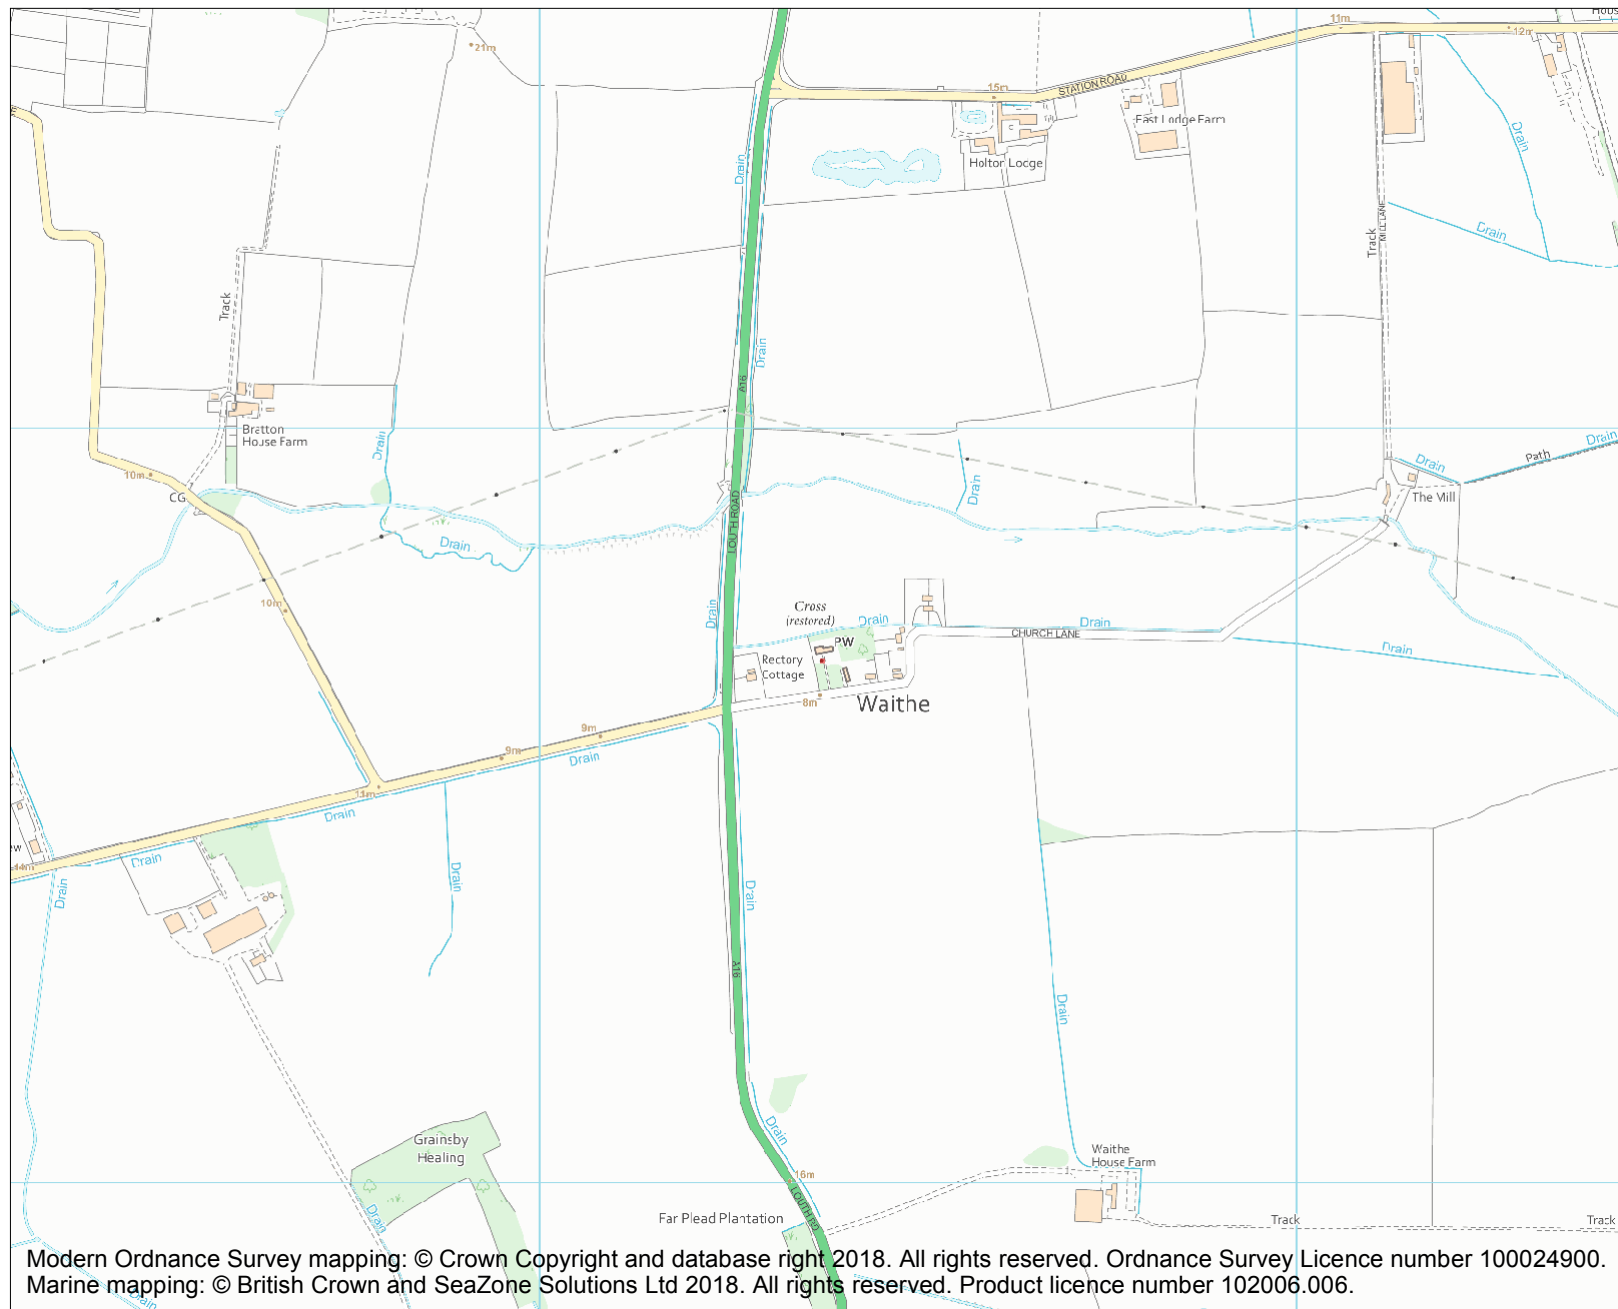 11m
12m
21m
15m
STATION ROAD
East Lodge Farm
Drain
Drain
Holton Lodge
Drain
Track
MILL LANE
Track
Drain
A16
Bratton
House Farm
Drain
Drain
Path
Drain
10m
CG
Drain
The Mill
LOUTH ROAD
Drain
10m
Drain
Cross
(restored)
Drain
Drain
CHURCH LANE
PW
Drain
Rectory
Cottage
8m
Waithe
9m
9m
Drain
11m
Drain
14m
Drain
Drain
Drain
Drain
A16
Drain
Drain
Grainsby
Healing
Waithe
House Farm
16m
LOUTH RD
Drain
Far Plead Plantation
Track
Track
Modern Ordnance Survey mapping: © Crown Copyright and database right 2018. All rights reserved. Ordnance Survey Licence number 100024900.
Marine mapping: © British Crown and SeaZone Solutions Ltd 2018. All rights reserved. Product licence number 102006.006.
Drain